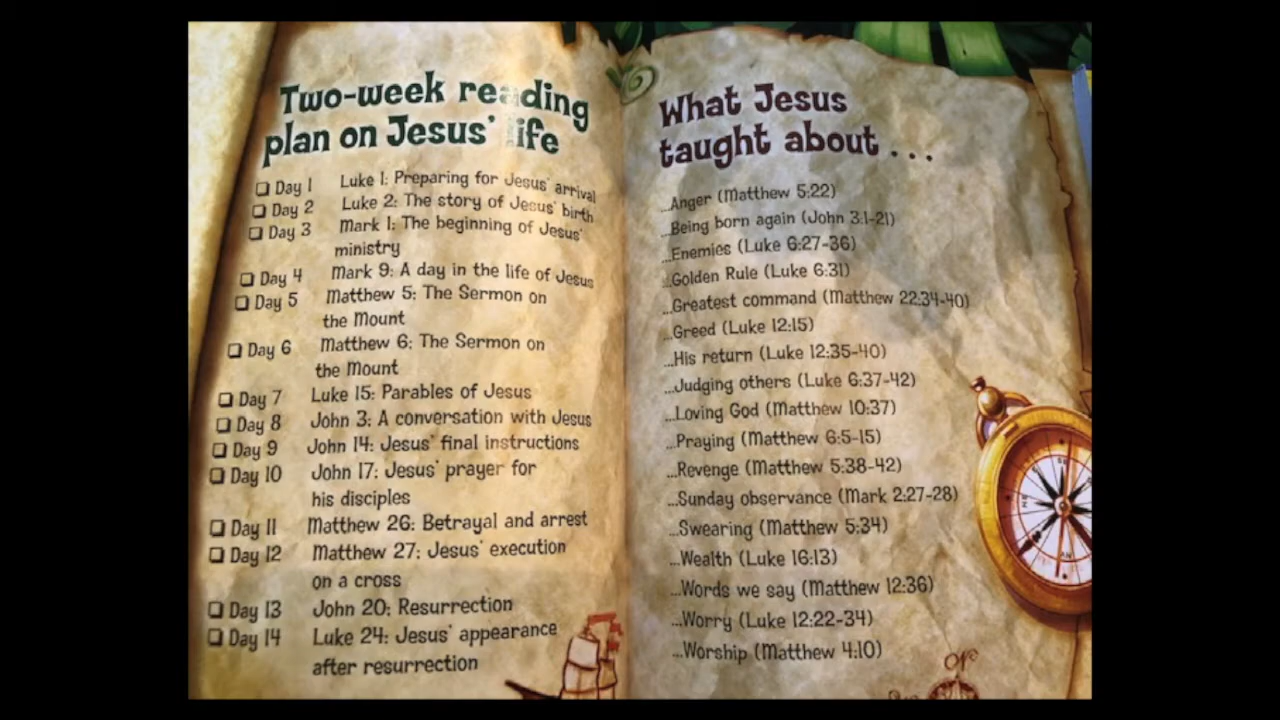 Two-week reading
plan on Jesus' life
Day 1 Luke 1: Preparing for Jesus' arrival
Day 2 Luke 2: The story of Jesus' birth
Day 3 Mark 1: The beginning of Jesus'
ministry
Day 4 Mark 9: A day in the life of Jesus
Day 5 Matthew 5: The Sermon on
the Mount
Day 6 Matthew 6: The Sermon on
the Mount
Day 7 Luke 15: Parables of Jesus
Day 8 John 3: A conversation with Jesus
Day 9 John 14: Jesus' final instructions
Day 10 John 17: Jesus' prayer for
his disciples
Day 11 Matthew 26: Betrayal and arrest
Day 12 Matthew 27: Jesus' execution
on a cross
Day 13 John 20: Resurrection
Day 14 Luke 24: Jesus' appearance
after resurrection
What Jesus
taught about ...
...Anger (Matthew 5:22)
...Being born again (John 3:1-21)
...Enemies (Luke 6:27-36)
...Golden Rule (Luke 6:31)
...Greatest command (Matthew 22:34-40)
...Greed (Luke 12:15)
...His return (Luke 12:35-40)
...Judging others (Luke 6:37-42)
...Loving God (Matthew 10:37)
...Praying (Matthew 6:5-15)
...Revenge (Matthew 5:38-42)
...Sunday observance (Mark 2:27-28)
...Swearing (Matthew 5:34)
...Wealth (Luke 16:13)
...Words we say (Matthew 12:36)
...Worry (Luke 12:22-34)
...Worship (Matthew 4:10)